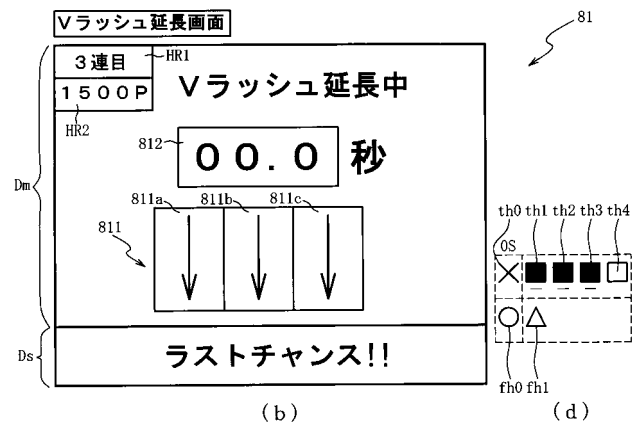 Vラッシュ延長画面
81
3連目
HR1
Vラッシュ延長中
1500P
HR2
812
00.0 秒
Dm
811a 811b 811c
811
th0 th1 th2 th3 th4
OS
Ds
ラストチャンス!!
fh0 fh1
(b)
(d)